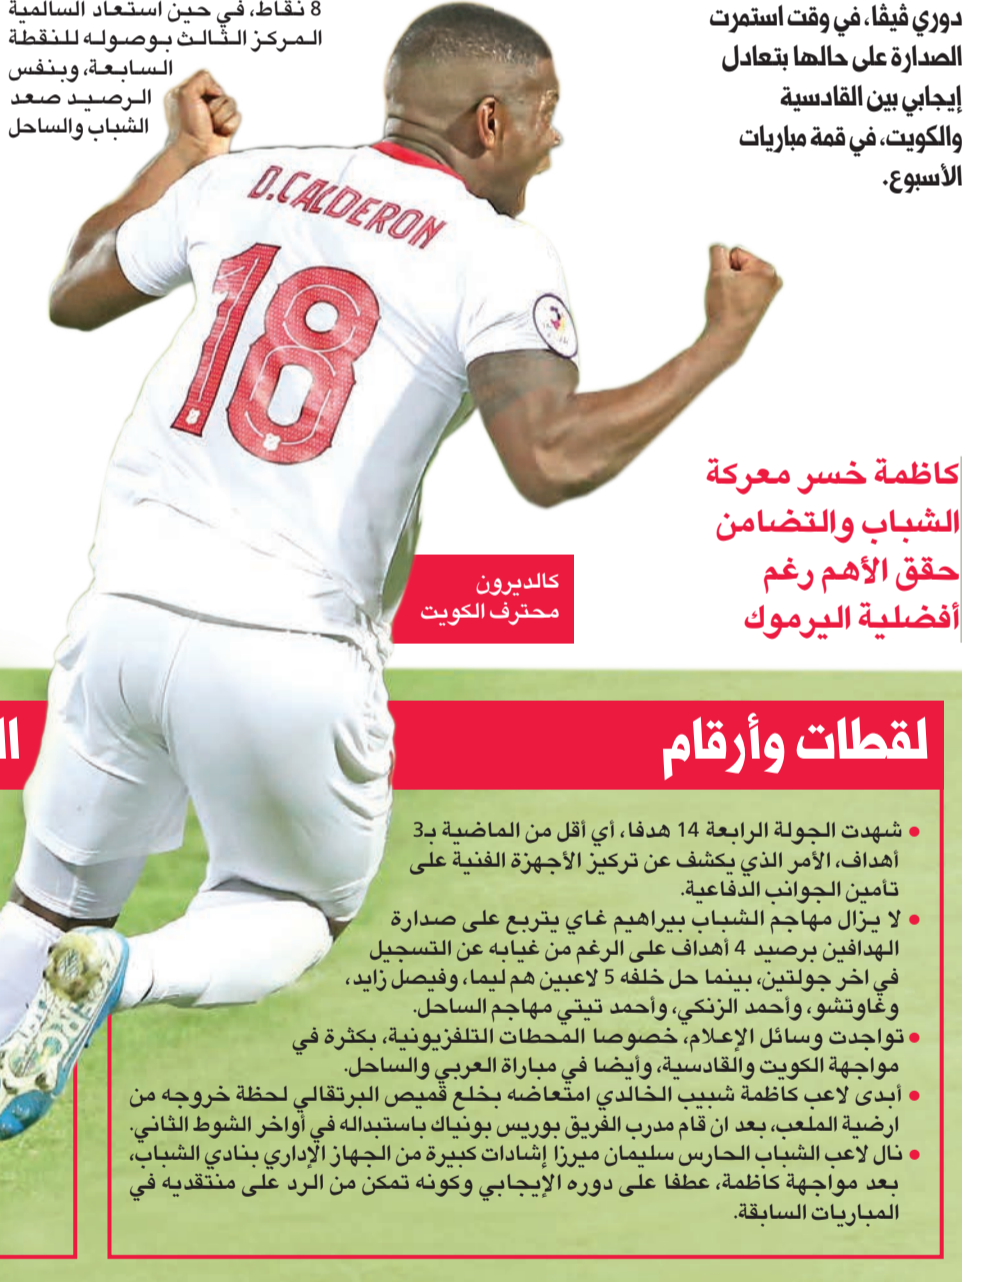 دوري ڤيڤا، في وقت استمرت
الصدارة على حالها بتعادل
إيجابي بين القادسية
والكويت، في قمة مباريات
الأسبوع.
8 نقاط، في حين استعاد السالمية
المركز الثالث بوصوله للنقطة
السابعة، وبنفس
الرصيد صعد
الشباب والساحل
D.CALDERON
18
كاظمة خسر معركة
الشباب والتضامن
حقق الأهم رغم
أفضلية اليرموك
كالديرون
محترف الكويت
لقطات وأرقام
• شهدت الجولة الرابعة 14 هدفا، أي أقل من الماضية بـ3
أهداف، الأمر الذي يكشف عن تركيز الأجهزة الفنية على
تأمين الجوانب الدفاعية.
• لا يزال مهاجم الشباب بيراهيم غاي يتربع على صدارة
الهدافين برصيد 4 أهداف على الرغم من غيابه عن التسجيل
في اخر جولتين، بينما حل خلفه 5 لاعبين هم ليما، وفيصل زايد،
وغاوتشو، وأحمد الزنكي، وأحمد تيتي مهاجم الساحل.
• تواجدت وسائل الإعلام، خصوصا المحطات التلفزيونية، بكثرة في
مواجهة الكويت والقادسية، وأيضا في مباراة العربي والساحل.
• أبدى لاعب كاظمة شبيب الخالدي امتعاضه بخلع قميص البرتقالي لحظة خروجه من
ارضية الملعب، بعد ان قام مدرب الفريق بوريس بونياك باستبداله في أواخر الشوط الثاني.
• نال لاعب الشباب الحارس سليمان ميرزا إشادات كبيرة من الجهاز الإداري بنادي الشباب،
بعد مواجهة كاظمة، عطفا على دوره الإيجابي وكونه تمكن من الرد على منتقديه في
المباريات السابقة.